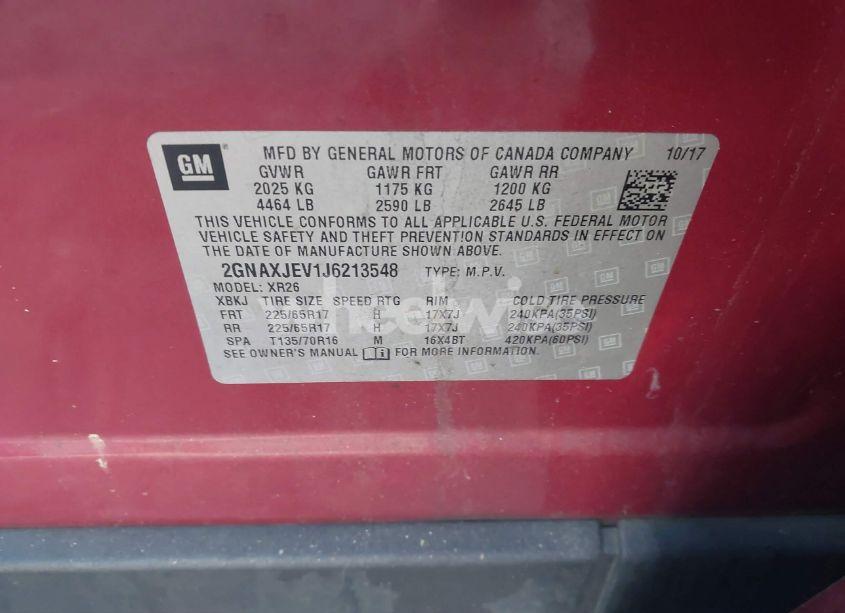 GM MFD BY GENERAL MOTORS OF CANADA COMPANY 10/17
GVWR GAWR FRT GAWR RR
2025 KG 1175 KG 1200 KG
4464 LB 2590 LB 2645 LB
THIS VEHICLE CONFORMS TO ALL APPLICABLE U.S. FEDERAL MOTOR
VEHICLE SAFETY AND THEFT PREVENTION STANDARDS IN EFFECT ON
THE DATE OF MANUFACTURE SHOWN ABOVE.
2GNAXJEV1J6213548 TYPE: M.P.V.
MODEL: XR26
XBKJ TIRE SIZE SPEED RTG RIM COLD TIRE PRESSURE
FRT 225/65R17 H 17X7J 240KPA(35PSI)
RR 225/65R17 H 17X7J 240KPA(35PSI)
SPA T135/70R16 M 16X4BT 420KPA(60PSI)
SEE OWNER'S MANUAL FOR MORE INFORMATION.